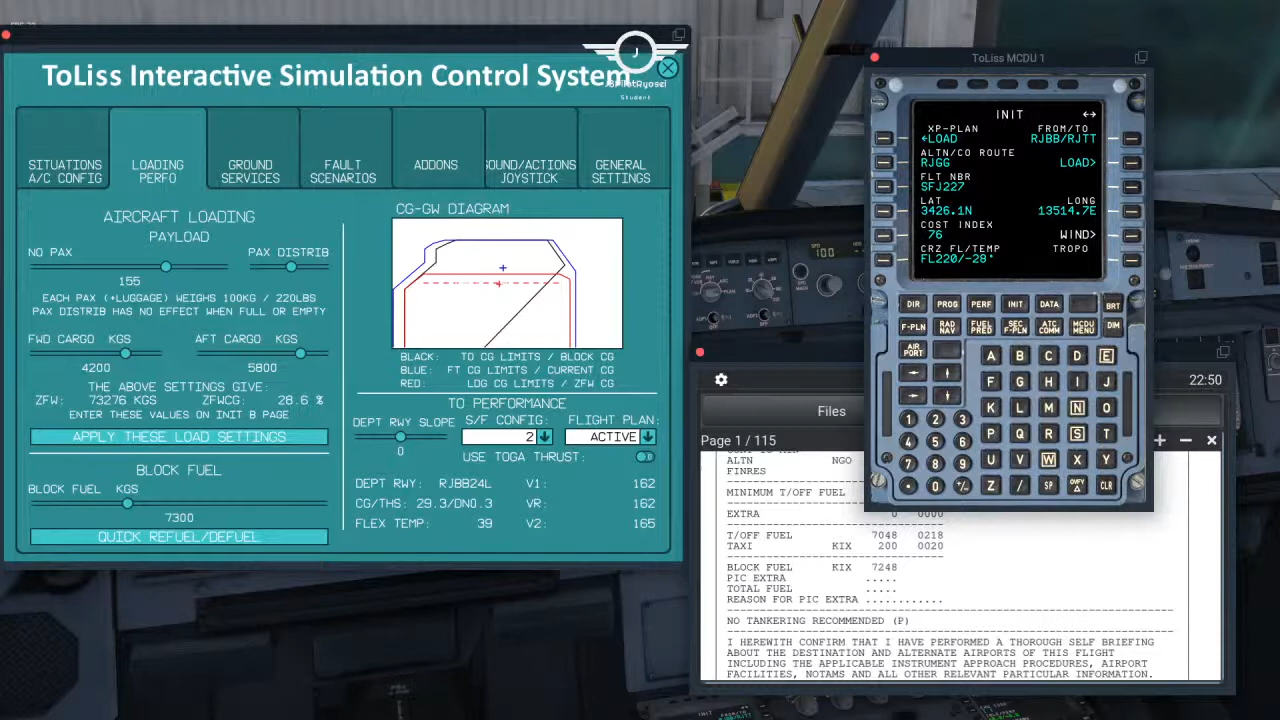 ToLiss Interactive Simulation Control System
J
JSPilotRyosei
Student
SITUATIONS
A/C CONFIG
LOADING
PERFO
GROUND
SERVICES
FAULT
SCENARIOS
ADDONS
SOUND/ACTIONS
JOYSTICK
GENERAL
SETTINGS
AIRCRAFT LOADING
PAYLOAD
NO PAX
PAX DISTRIB
155
EACH PAX (+LUGGAGE) WEIGHS 100KG / 220LBS
PAX DISTRIB HAS NO EFFECT WHEN FULL OR EMPTY
FWD CARGO KGS
AFT CARGO KGS
4200
5800
THE ABOVE SETTINGS GIVE:
ZFW: 73276 KGS ZFWCG: 28.6 %
ENTER THESE VALUES ON INIT B PAGE
APPLY THESE LOAD SETTINGS
BLOCK FUEL
BLOCK FUEL KGS
7300
QUICK REFUEL/DEFUEL
CG-GW DIAGRAM
BLACK: TO CG LIMITS / BLOCK CG
BLUE: FT CG LIMITS / CURRENT CG
RED: LDG CG LIMITS / ZFW CG
TO PERFORMANCE
DEPT RWY SLOPE
S/F CONFIG:
FLIGHT PLAN:
2
ACTIVE
0
USE TOGA THRUST:
DEPT RWY: RJBB24L V1: 162
CG/THS: 29.3/DN0.3 VR: 162
FLEX TEMP: 39 V2: 165
ToLiss MCDU 1
INIT ↔
XP-PLAN FROM/TO
←LOAD RJBB/RJTT
ALTN/CO ROUTE
RJGG LOAD>
FLT NBR
SFJ227
LAT LONG
3426.1N 13514.7E
COST INDEX
76 WIND>
CRZ FL/TEMP TROPO
FL220/-28°
DIR PROG PERF INIT DATA BRT
F-PLN RAD NAV FUEL PRED SEC F-PLN ATC COMM MCDU MENU DIM
AIR PORT
A B C D E
F G H I J
K L M N O
P Q R S T
U V W X Y
Z / SP OVFY CLR
1 2 3
4 5 6
7 8 9
. 0 +/-
22:50
Files
Page 1 / 115
ALTN NGO
FINRES
MINIMUM T/OFF FUEL
EXTRA 0 0000
T/OFF FUEL 7048 0218
TAXI KIX 200 0020
BLOCK FUEL KIX 7248
PIC EXTRA .....
TOTAL FUEL .....
REASON FOR PIC EXTRA ............
NO TANKERING RECOMMENDED (P)
I HEREWITH CONFIRM THAT I HAVE PERFORMED A THOROUGH SELF BRIEFING
ABOUT THE DESTINATION AND ALTERNATE AIRPORTS OF THIS FLIGHT
INCLUDING THE APPLICABLE INSTRUMENT APPROACH PROCEDURES, AIRPORT
FACILITIES, NOTAMS AND ALL OTHER RELEVANT PARTICULAR INFORMATION.